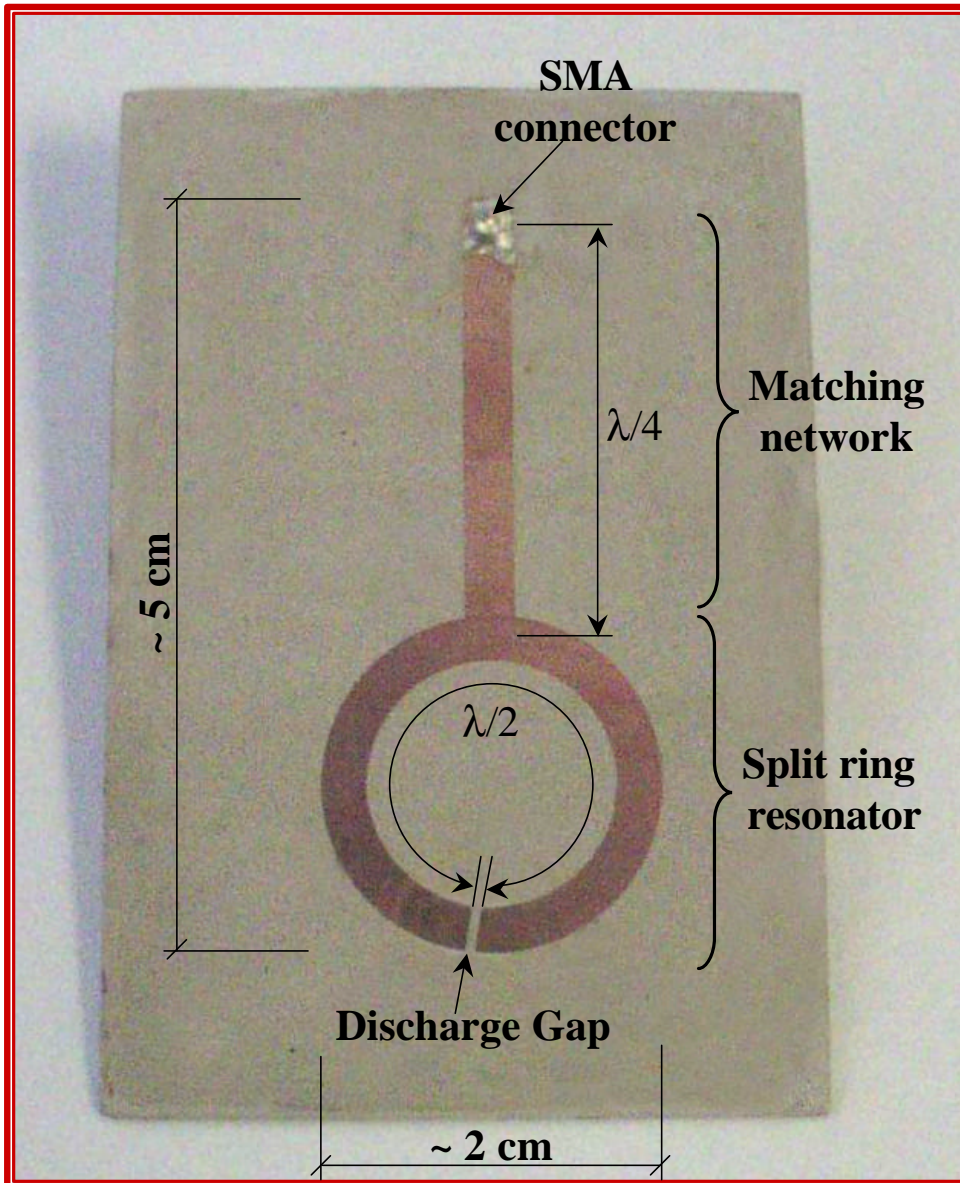 SMA
connector
λ/4
Matching
network
~ 5 cm
λ/2
Split ring
resonator
Discharge Gap
~ 2 cm